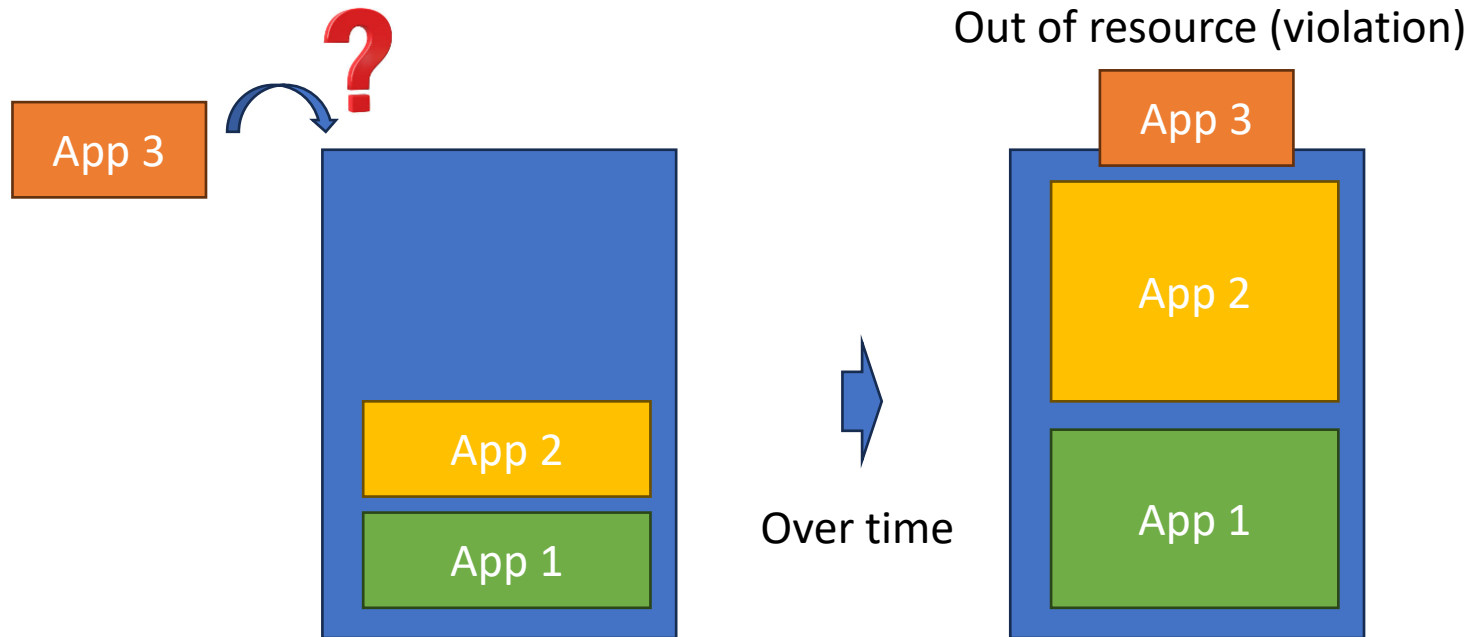 Out of resource (violation)
?
App 3
App 3
App 2
App 2
App 1
Over time
App 1